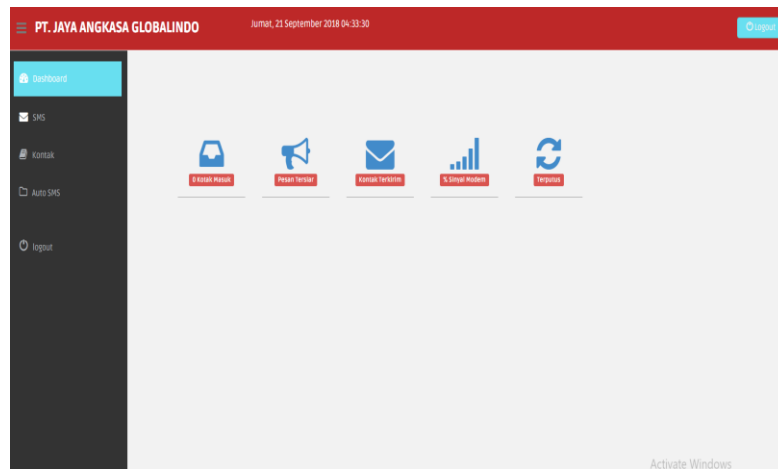 PT. JAYA ANGKASA GLOBALINDO
Jumat, 21 September 2018 04:33:30
Logout
Dashboard
SMS
Kontak
Auto SMS
logout
0 Kotak Masuk
Pesan Tersiar
Kontak Terkirim
% Sinyal Modem
Terputus
Activate Windows